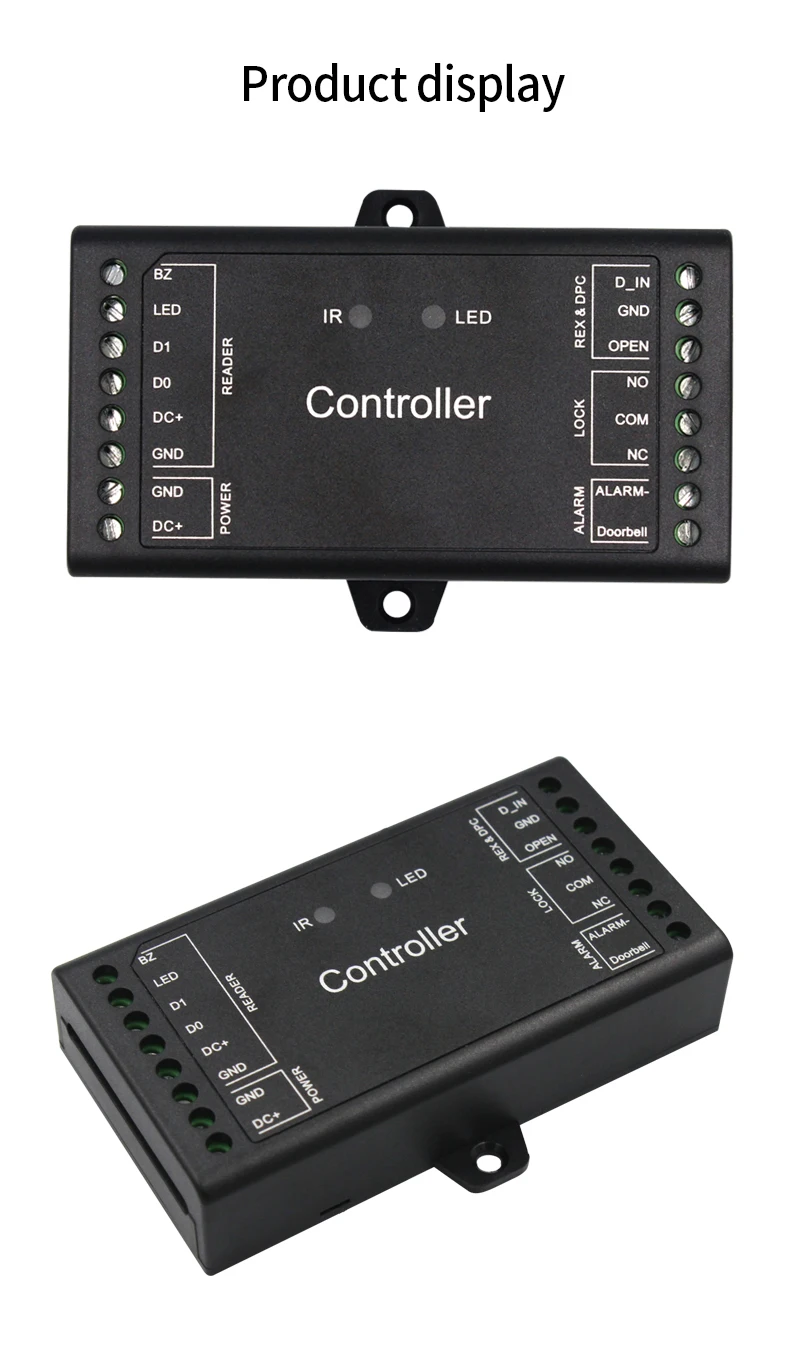 Product display
BZ
LED
D1
D0
DC+
GND
READER
GND
DC+
POWER
IR
LED
Controller
REX & DPC
D_IN
GND
OPEN
LOCK
NO
COM
NC
ALARM
ALARM-
Doorbell
BZ
LED
D1
D0
DC+
GND
READER
GND
DC+
POWER
IR
LED
Controller
REX & DPC
D_IN
GND
OPEN
LOCK
NO
COM
NC
ALARM
ALARM-
Doorbell